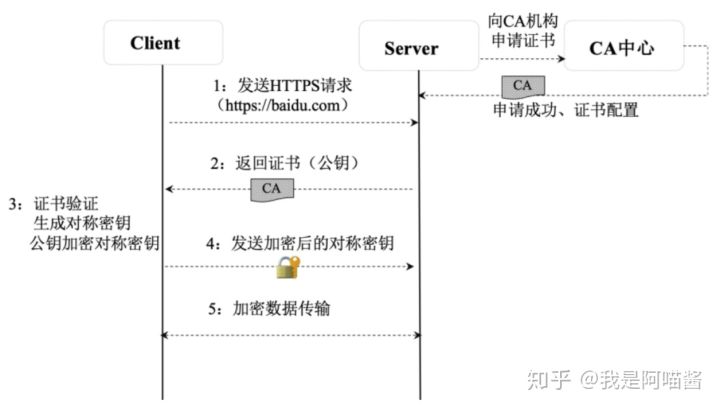 Client
Server
向CA机构
申请证书
CA中心
CA
申请成功、证书配置
1：发送HTTPS请求
（https://baidu.com）
2：返回证书（公钥）
CA
3：证书验证
生成对称密钥
公钥加密对称密钥
4：发送加密后的对称密钥
5：加密数据传输
知乎 @我是阿喵酱